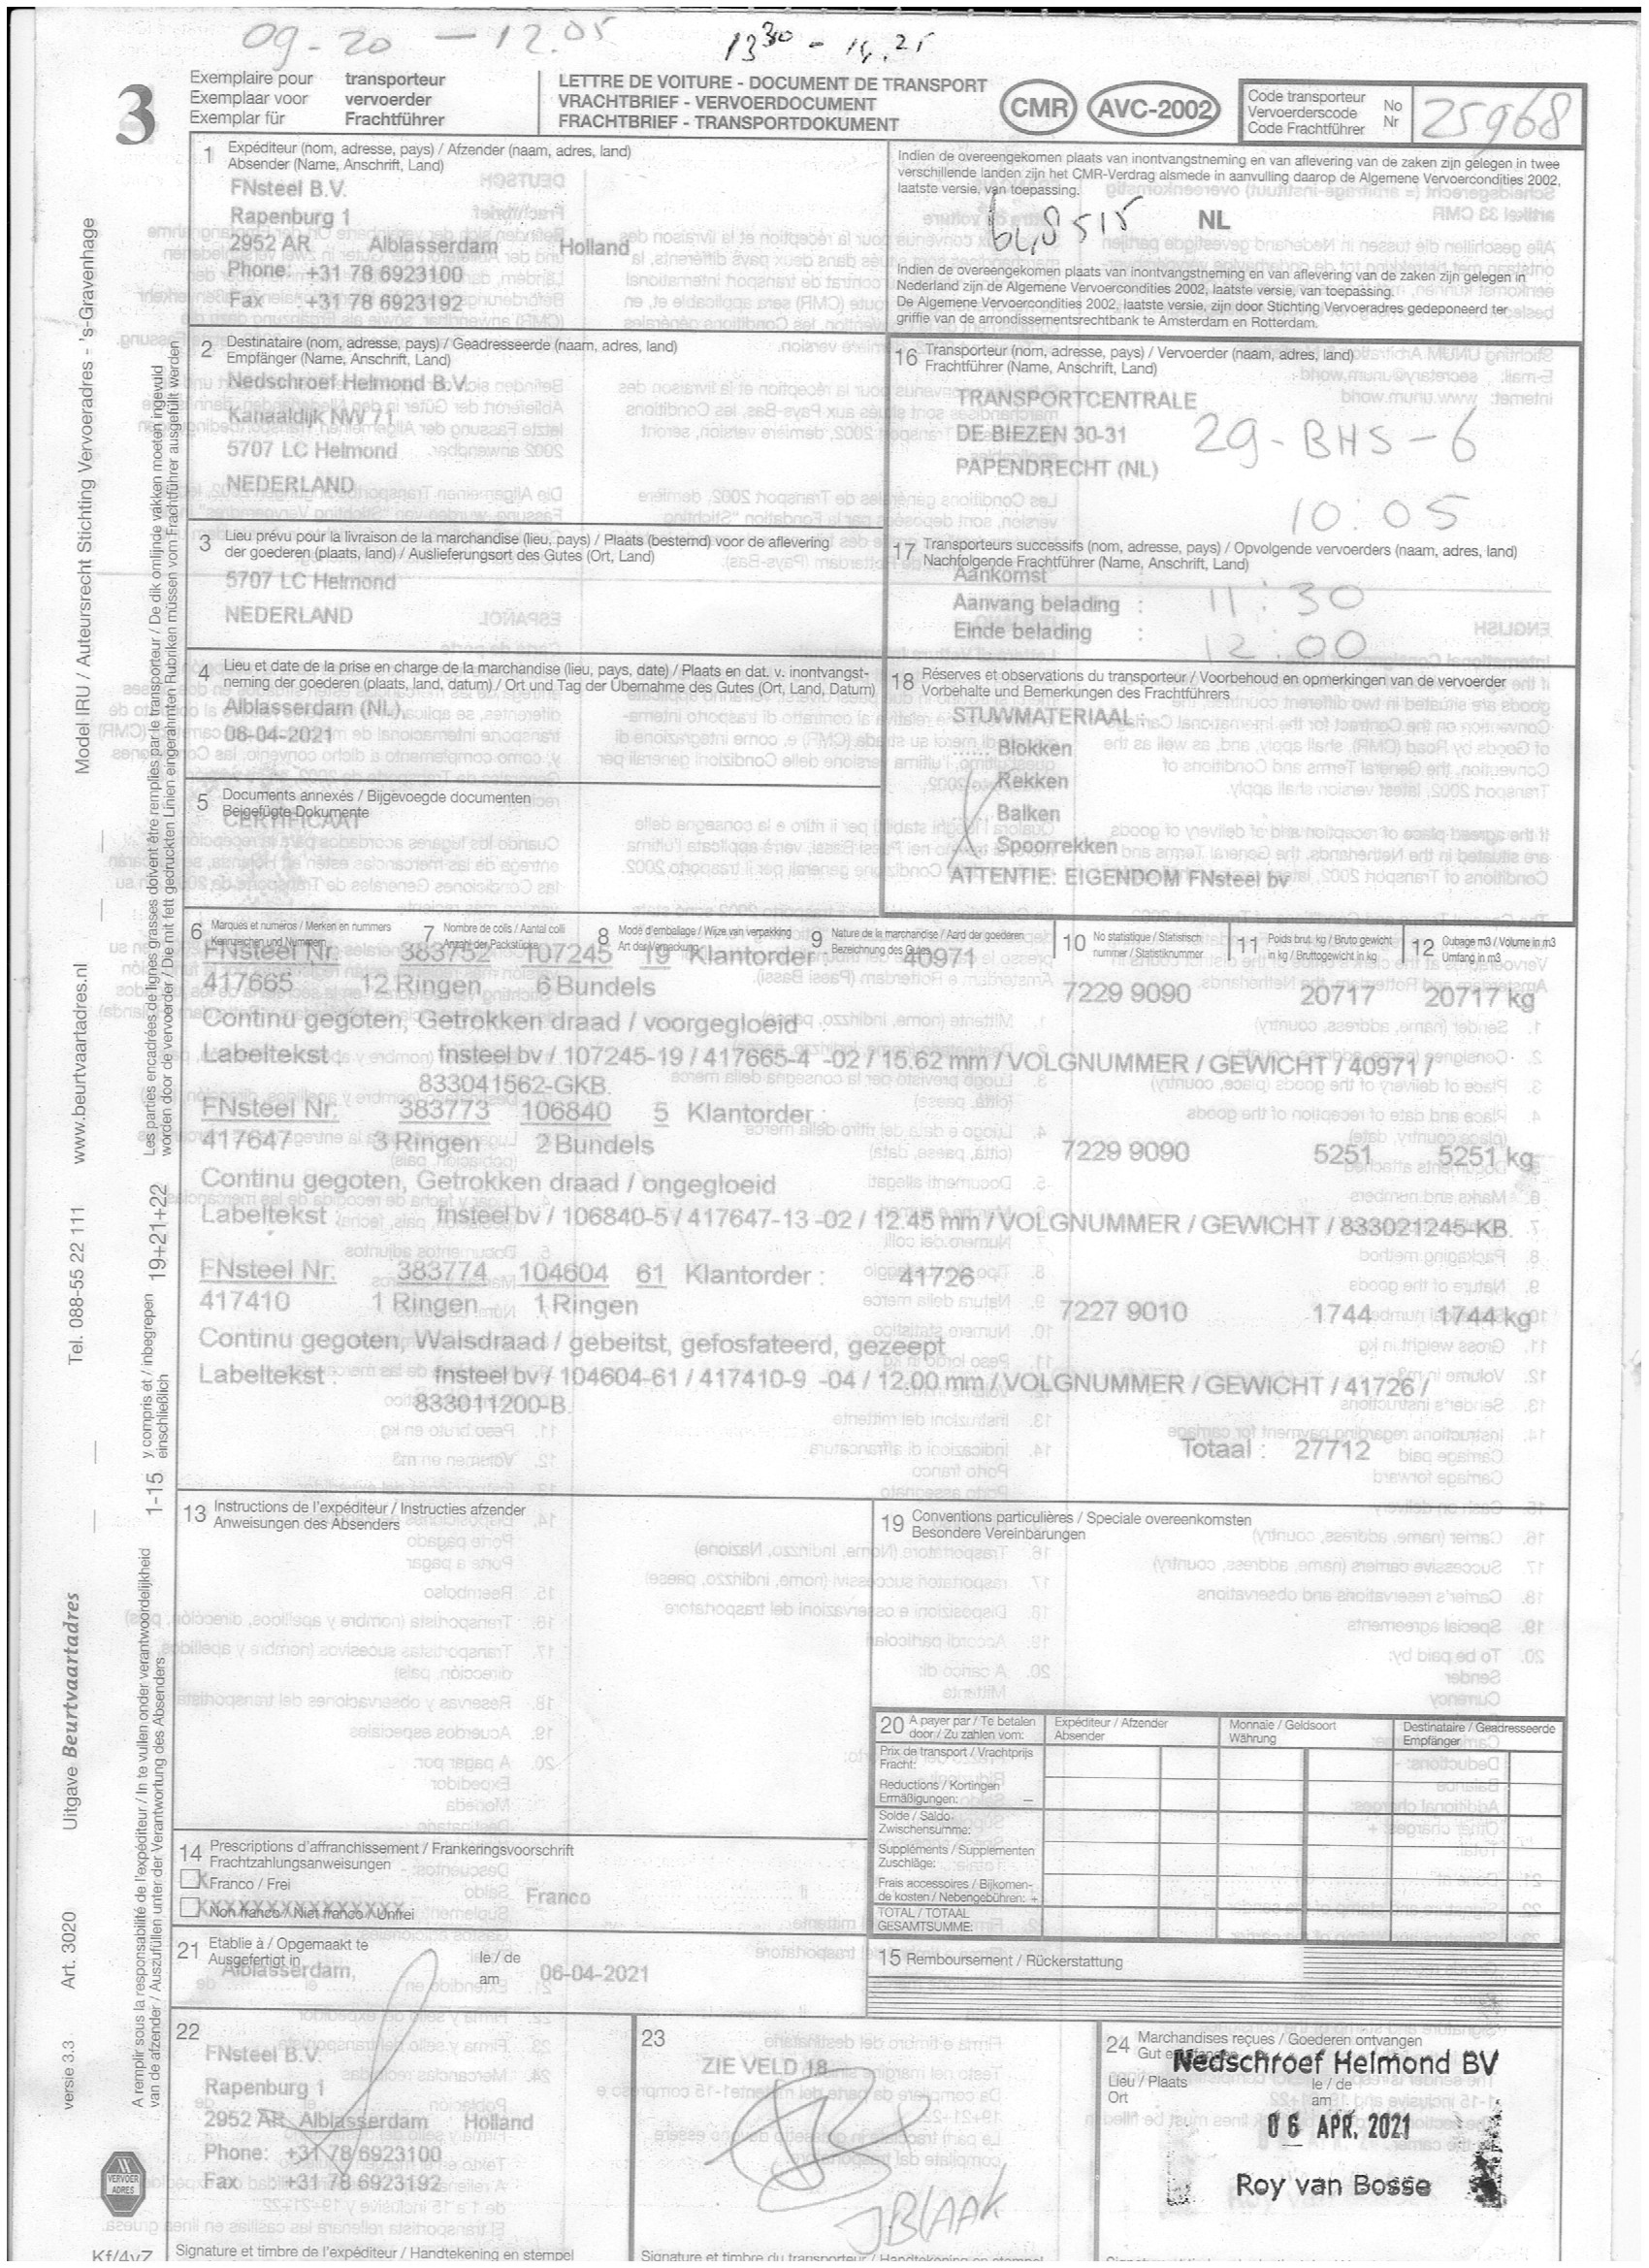 09-20 - 12.05
13 30 - 14.25
3
Exemplaire pour transporteur
Exemplaar voor vervoerder
Exemplar für Frachtführer
LETTRE DE VOITURE - DOCUMENT DE TRANSPORT
VRACHTBRIEF - VERVOERDOCUMENT
FRACHTBRIEF - TRANSPORTDOKUMENT
CMR
AVC-2002
Code transporteur
Vervoerderscode
Code Frachtführer
No
Nr
25968
1 Expéditeur (nom, adresse, pays) / Afzender (naam, adres, land)
Absender (Name, Anschrift, Land)
FNsteel B.V.
Rapenburg 1
2952 AR Alblasserdam Holland
Phone: +31 78 6923100
Fax +31 78 6923192
Indien de overeengekomen plaats van inontvangstneming en van aflevering van de zaken zijn gelegen in twee
verschillende landen zijn het CMR-Verdrag alsmede in aanvulling daarop de Algemene Vervoercondities 2002,
laatste versie, van toepassing.
648515
NL
Indien de overeengekomen plaats van inontvangstneming en van aflevering van de zaken zijn gelegen in
Nederland zijn de Algemene Vervoercondities 2002, laatste versie, van toepassing.
De Algemene Vervoercondities 2002, laatste versie, zijn door Stichting Vervoeradres gedeponeerd ter
griffie van de arrondissementsrechtbank te Amsterdam en Rotterdam.
2 Destinataire (nom, adresse, pays) / Geadresseerde (naam, adres, land)
Empfänger (Name, Anschrift, Land)
Nedschroef Helmond B.V.
Kanaaldijk NW 71
5707 LC Helmond
NEDERLAND
16 Transporteur (nom, adresse, pays) / Vervoerder (naam, adres, land)
Frachtführer (Name, Anschrift, Land)
TRANSPORTCENTRALE
DE BIEZEN 30-31
PAPENDRECHT (NL)
29-BHS-6
10:05
3 Lieu prévu pour la livraison de la marchandise (lieu, pays) / Plaats (bestemd) voor de aflevering
der goederen (plaats, land) / Auslieferungsort des Gutes (Ort, Land)
5707 LC Helmond
NEDERLAND
17 Transporteurs successifs (nom, adresse, pays) / Opvolgende vervoerders (naam, adres, land)
Nachfolgende Frachtführer (Name, Anschrift, Land)
Aankomst
Aanvang belading : 11:30
Einde belading : 12:00
4 Lieu et date de la prise en charge de la marchandise (lieu, pays, date) / Plaats en dat. v. inontvangst-
neming der goederen (plaats, land, datum) / Ort und Tag der Übernahme des Gutes (Ort, Land, Datum)
Alblasserdam (NL),
06-04-2021
18 Réserves et observations du transporteur / Voorbehoud en opmerkingen van de vervoerder
Vorbehalte und Bemerkungen des Frachtführers
STUWMATERIAAL :
...... Blokken
Rekken
Balken
Spoorrekken
ATTENTIE: EIGENDOM FNsteel bv
5 Documents annexés / Bijgevoegde documenten
Beigefügte Dokumente
CERTIFICAAT
6 Marques et numéros / Merken en nummers
Kennzeichen und Nummern
7 Nombre de colis / Aantal colli
Anzahl der Packstücke
8 Mode d'emballage / Wijze van verpakking
Art der Verpackung
9 Nature de la marchandise / Aard der goederen
Bezeichnung des Gutes
10 No statistique / Statistisch
nummer / Statistiknummer
11 Poids brut. kg / Bruto gewicht
in kg / Bruttogewicht in kg
12 Cubage m3 / Volume in m3
Umfang in m3
FNsteel Nr. 383752 107245 19 Klantorder 40971
417665 12 Ringen 6 Bundels 7229 9090 20717 20717 kg
Continu gegoten, Getrokken draad / voorgegloeid
Labeltekst : fnsteel bv / 107245-19 / 417665-4 -02 / 15.62 mm / VOLGNUMMER / GEWICHT / 40971 /
833041562-GKB.
FNsteel Nr. 383773 106840 5 Klantorder :
417647 3 Ringen 2 Bundels 7229 9090 5251 5251 kg
Continu gegoten, Getrokken draad / ongegloeid
Labeltekst : fnsteel bv / 106840-5 / 417647-13 -02 / 12.45 mm / VOLGNUMMER / GEWICHT / 833021245-KB.
FNsteel Nr. 383774 104604 61 Klantorder : 41726
417410 1 Ringen 1 Ringen 7227 9010 1744 1744 kg
Continu gegoten, Walsdraad / gebeitst, gefosfateerd, gezeept
Labeltekst : fnsteel bv / 104604-61 / 417410-9 -04 / 12.00 mm / VOLGNUMMER / GEWICHT / 41726 /
833011200-B.
Totaal : 27712
13 Instructions de l'expéditeur / Instructies afzender
Anweisungen des Absenders
19 Conventions particulières / Speciale overeenkomsten
Besondere Vereinbarungen
20 A payer par / Te betalen
door / Zu zahlen vom:
Expéditeur / Afzender
Absender
Monnaie / Geldsoort
Währung
Destinataire / Geadresseerde
Empfänger
Prix de transport / Vrachtprijs
Fracht:
Reductions / Kortingen
Ermäßigungen: –
Solde / Saldo
Zwischensumme:
Suppléments / Supplementen
Zuschläge:
Frais accessoires / Bijkomen-
de kosten / Nebengebühren: +
TOTAL / TOTAAL
GESAMTSUMME:
14 Prescriptions d'affranchissement / Frankeringsvoorschrift
Frachtzahlungsanweisungen
X Franco / Frei
Non franco / Niet franco / Unfrei
Franco
21 Etablie à / Opgemaakt te
Ausgefertigt in
Alblasserdam,
le / de
am
06-04-2021
15 Remboursement / Rückerstattung
22
FNsteel B.V.
Rapenburg 1
2952 AR Alblasserdam Holland
Phone: +31 78 6923100
Fax +31 78 6923192
Signature et timbre de l'expéditeur / Handtekening en stempel
23
ZIE VELD 18
JBLAAK
Signature et timbre du transporteur / Handtekening en stempel
24 Marchandises reçues / Goederen ontvangen
Nedschroef Helmond BV
Lieu / Plaats
Ort
le / de
am
06 APR. 2021
Roy van Bosse
Model IRU / Auteursrecht Stichting Vervoeradres - 's-Gravenhage
www.beurtvaartadres.nl
Tel. 088-55 22 111
Uitgave Beurtvaartadres
Art. 3020
versie 3.3
Les parties encadrées de lignes grasses doivent être remplies par le transporteur / De dik omlijnde vakken moeten ingevuld
worden door de vervoerder / Die mit fett gedruckten Linien eingerahmten Rubriken müssen vom Frachtführer ausgefüllt werden
19+21+22
y compris et / inbegrepen
einschließlich
1-15
A remplir sous la responsabilité de l'expéditeur / In te vullen onder verantwoordelijkheid
van de afzender / Auszufüllen unter der Verantwortung des Absenders
VERVOER
ADRES